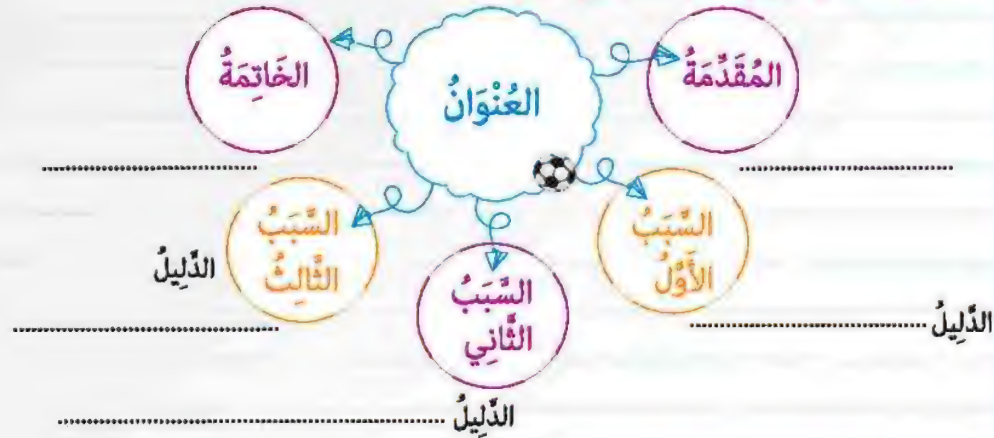 العُنْوَانُ
المُقَدِّمَةُ
السَّبَبُ
الأَوَّلُ
الدَّلِيلُ
السَّبَبُ
الثَّانِي
الدَّلِيلُ
السَّبَبُ
الثَّالِثُ
الدَّلِيلُ
الخَاتِمَةُ